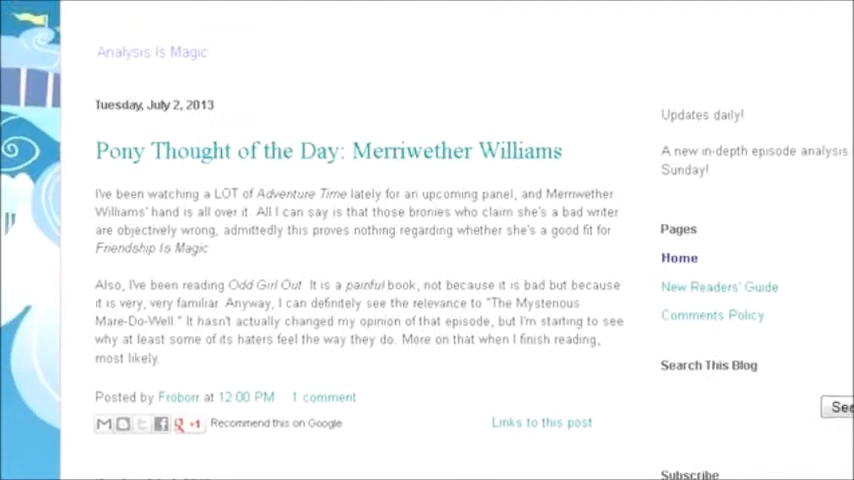 Analysis Is Magic
Tuesday, July 2, 2013
Pony Thought of the Day: Merriwether Williams
I've been watching a LOT of Adventure Time lately for an upcoming panel, and Merriwether
Williams' hand is all over it. All I can say is that those bronies who claim she's a bad writer
are objectively wrong, admittedly this proves nothing regarding whether she's a good fit for
Friendship Is Magic
Also, I've been reading Odd Girl Out. It is a painful book, not because it is bad but because
it is very, very familiar. Anyway, I can definitely see the relevance to "The Mysterious
Mare-Do-Well." It hasn't actually changed my opinion of that episode, but I'm starting to see
why at least some of its haters feel the way they do. More on that when I finish reading,
most likely.
Posted by Froborr at 12:00 PM 1 comment
+1 Recommend this on Google
Links to this post
Updates daily!
A new in-depth episode analysis
Sunday!
Pages
Home
New Readers' Guide
Comments Policy
Search This Blog
Sea
Subscribe